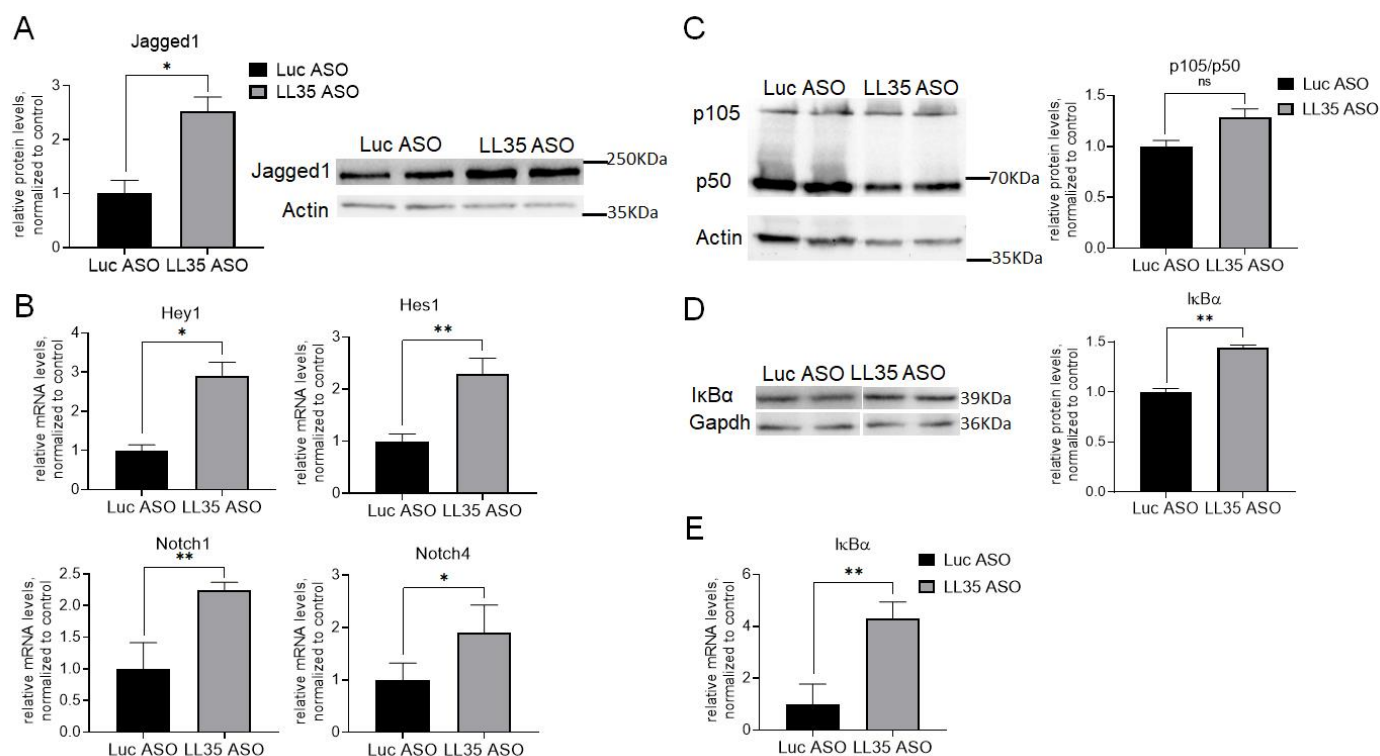 A
Jagged1
*
relative protein levels,
normalized to control
3
2
1
0
Luc ASO LL35 ASO
Luc ASO
LL35 ASO
Luc ASO LL35 ASO
Jagged1
Actin
250KDa
35KDa
B
Hey1
*
relative mRNA levels,
normalized to control
4
3
2
1
0
Luc ASO LL35 ASO
Hes1
**
relative mRNA levels,
normalized to control
3
2
1
0
Luc ASO LL35 ASO
Notch1
**
relative mRNA levels,
normalized to control
2.5
2.0
1.5
1.0
0.5
0.0
Luc ASO LL35 ASO
Notch4
*
relative mRNA levels,
normalized to control
3
2
1
0
Luc ASO LL35 ASO
C
Luc ASO LL35 ASO
p105
p50
Actin
70KDa
35KDa
p105/p50
ns
relative protein levels,
normalized to control
1.5
1.0
0.5
0.0
Luc ASO LL35 ASO
Luc ASO
LL35 ASO
D
Luc ASO LL35 ASO
IκBα
Gapdh
39KDa
36KDa
IκBα
**
relative protein levels,
normalized to control
1.5
1.0
0.5
0.0
Luc ASO LL35 ASO
E
IκBα
**
relative mRNA levels,
normalized to control
6
4
2
0
Luc ASO LL35 ASO
Luc ASO
LL35 ASO